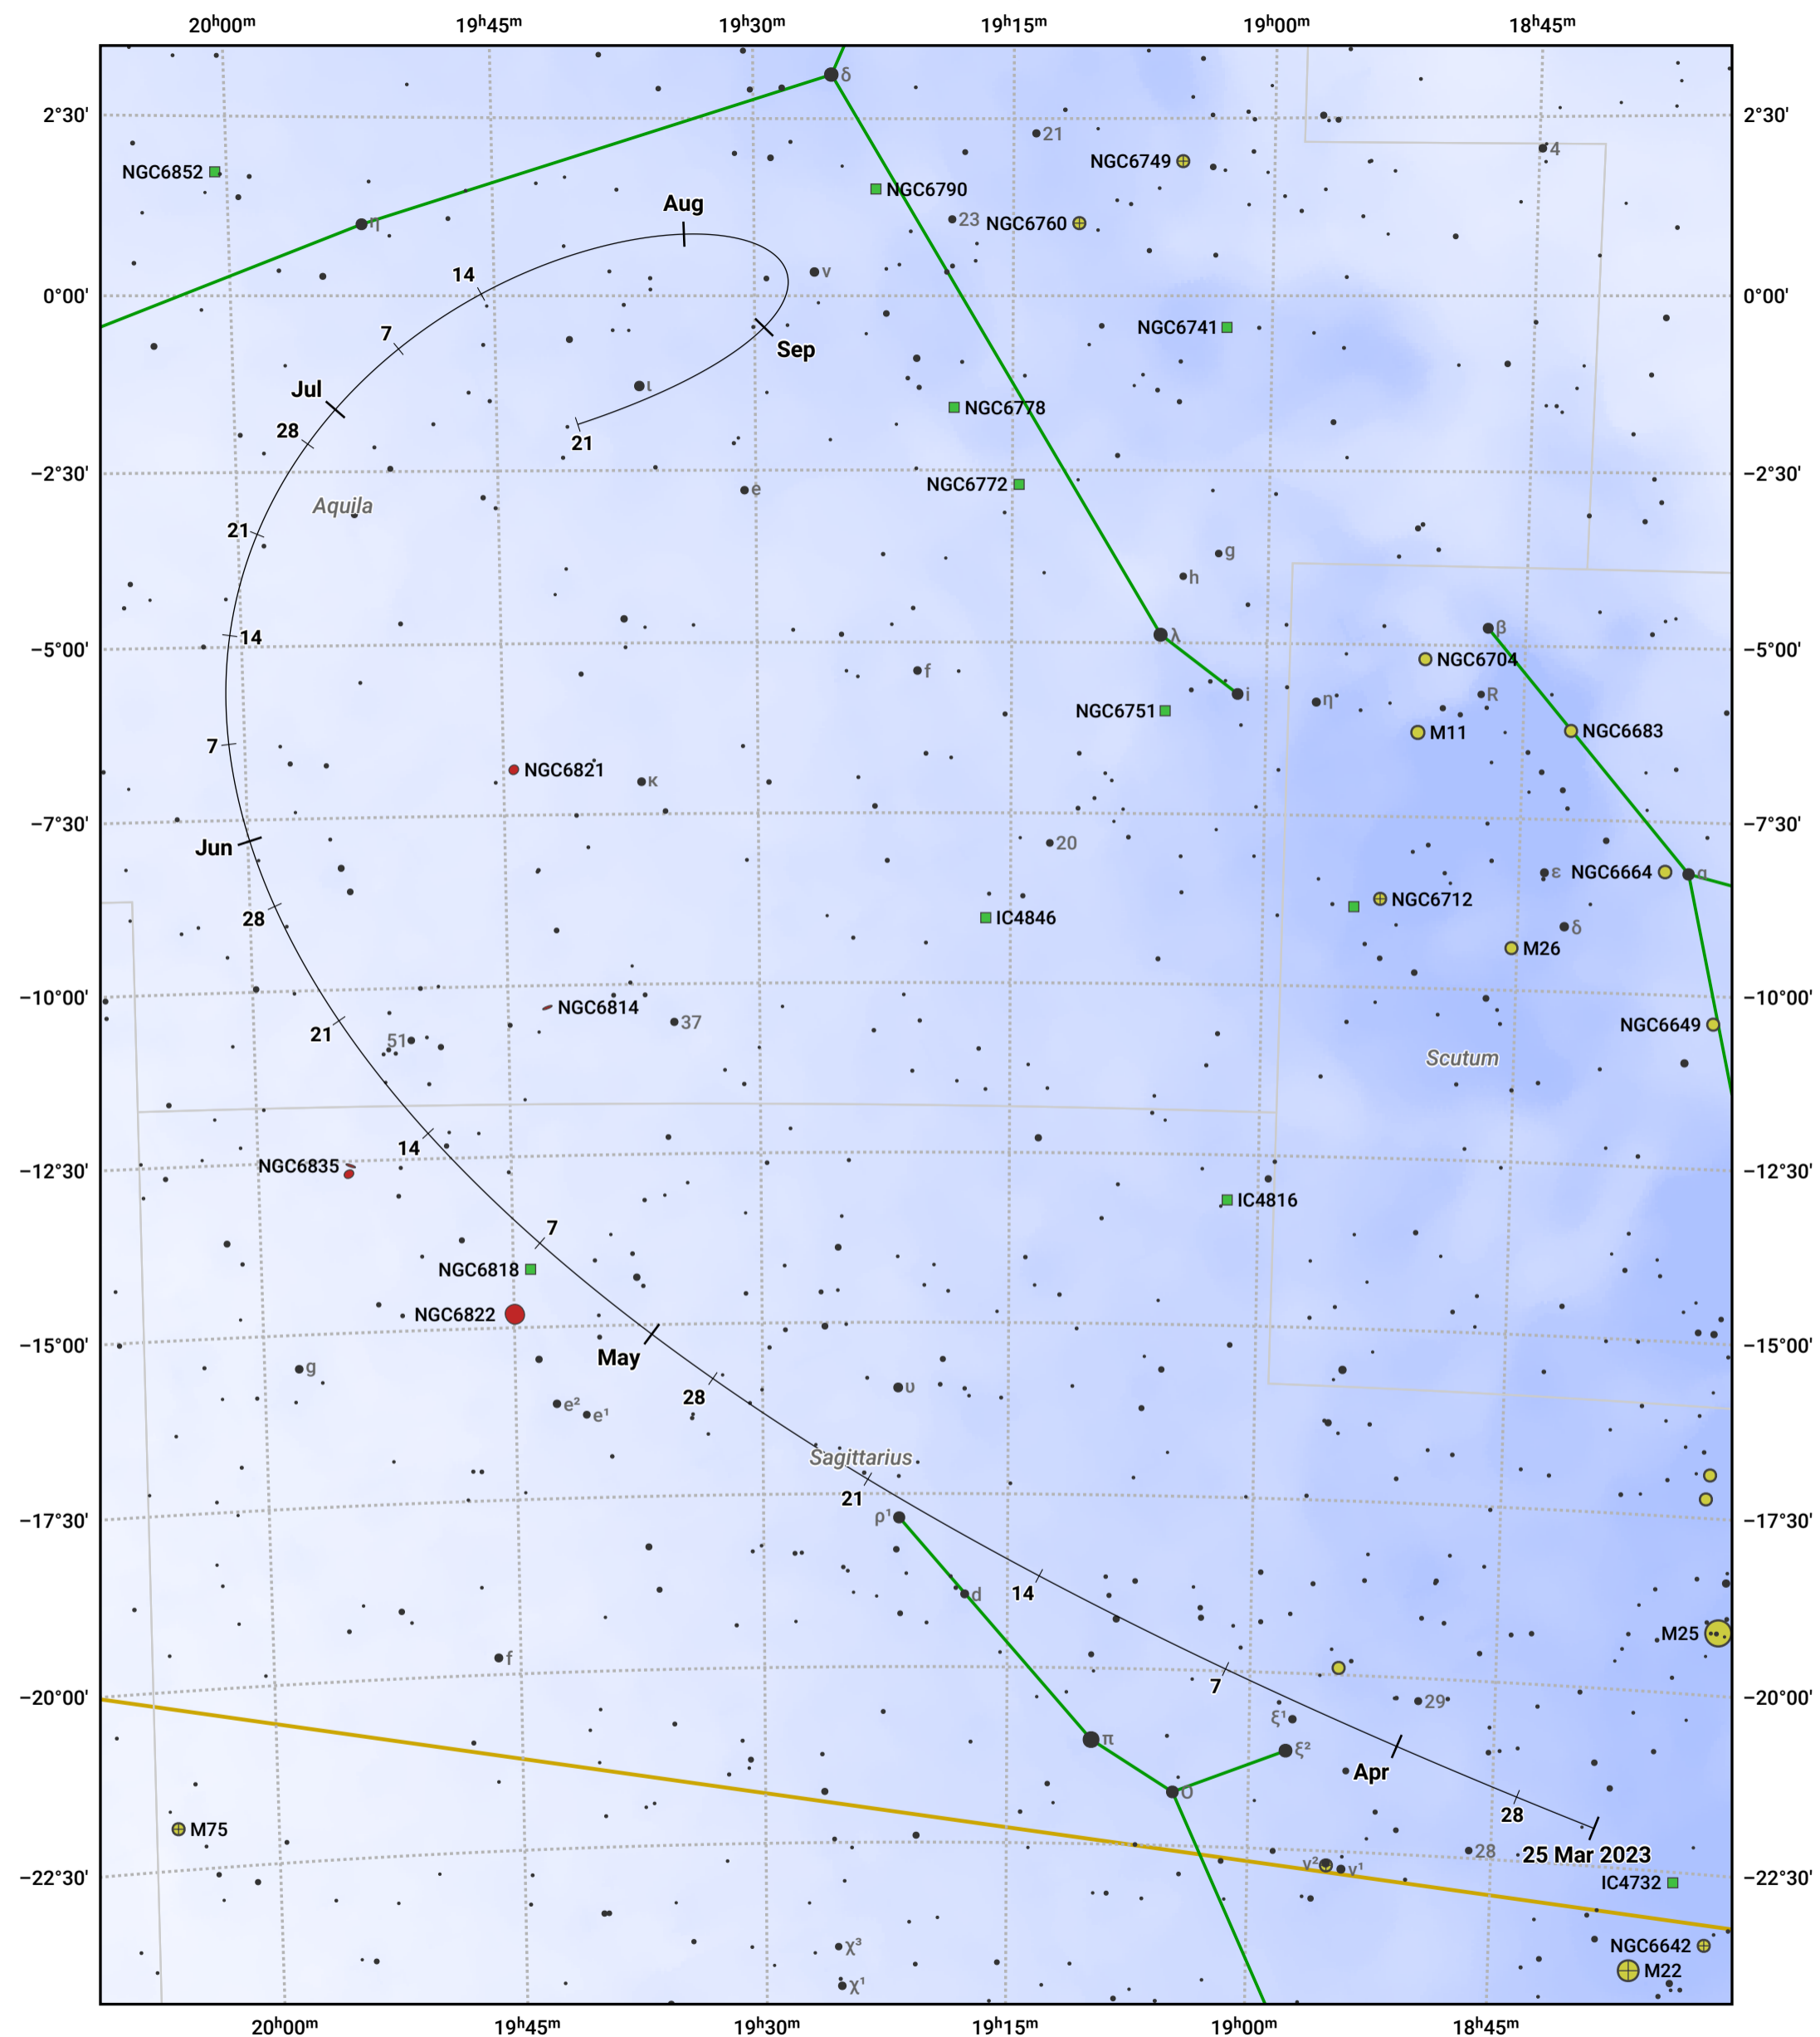 20ʰ00ᵐ 19ʰ45ᵐ 19ʰ30ᵐ 19ʰ15ᵐ 19ʰ00ᵐ 18ʰ45ᵐ
δ
2°30' 2°30'
21
4
NGC6749
NGC6852
NGC6790
Aug
η
23 NGC6760
ν
14
0°00' 0°00'
NGC6741
7
Sep
ι
Jul
NGC6778
28
21
−2°30' −2°30'
NGC6772
e
Aquila
21
g
h
β
14
λ
−5°00' −5°00'
NGC6704
f
i
R
η
NGC6751
M11
NGC6683
7
NGC6821
κ
−7°30' −7°30'
20
Jun
NGC6664
ε
α
NGC6712
28
IC4846
δ
M26
−10°00' −10°00'
NGC6814
37
NGC6649
21
51
Scutum
14
NGC6835
−12°30' −12°30'
IC4816
7
NGC6818
NGC6822
−15°00' −15°00'
May
g
υ
28
e²
e¹
Sagittarius
21
ρ¹
−17°30' −17°30'
14
d
M25
f
7
−20°00' −20°00'
29
ξ¹
π
ξ²
Apr
ο
28
M75
28
25 Mar 2023
ν²
ν¹
−22°30' −22°30'
IC4732
χ³
NGC6642
M22
χ¹
20ʰ00ᵐ 19ʰ45ᵐ 19ʰ30ᵐ 19ʰ15ᵐ 19ʰ00ᵐ 18ʰ45ᵐ